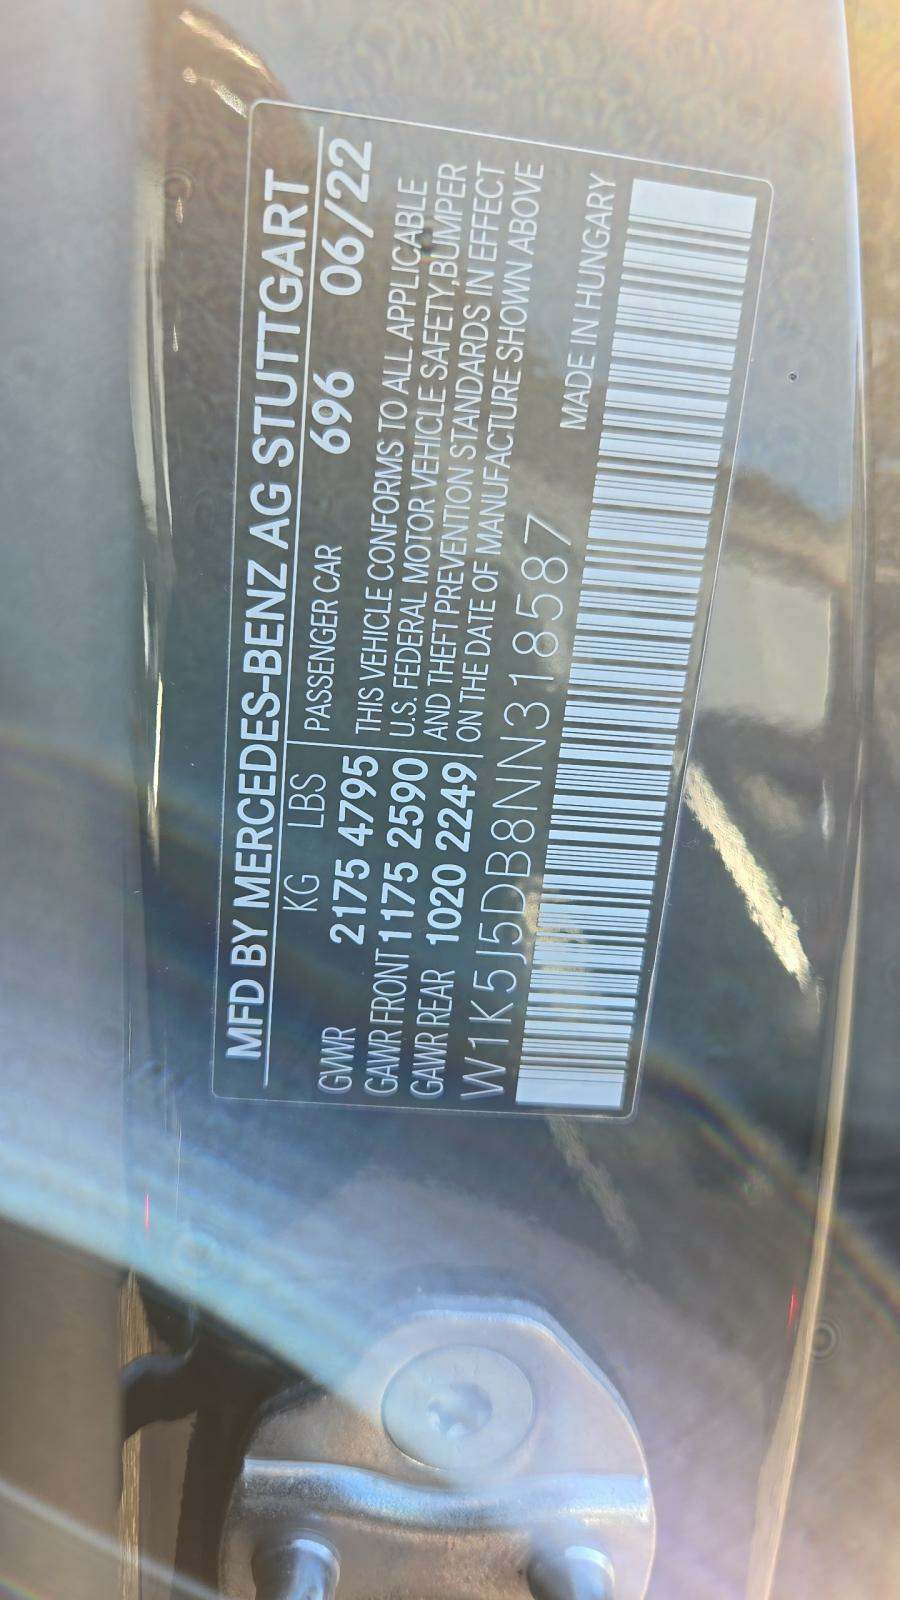 MFD BY MERCEDES-BENZ AG STUTTGART
KG LBS PASSENGER CAR 696 06/22
GVWR 2175 4795 THIS VEHICLE CONFORMS TO ALL APPLICABLE
GAWR FRONT 1175 2590 U.S. FEDERAL MOTOR VEHICLE SAFETY,BUMPER
GAWR REAR 1020 2249 AND THEFT PREVENTION STANDARDS IN EFFECT
ON THE DATE OF MANUFACTURE SHOWN ABOVE
W1K5J5DB8NN318587 MADE IN HUNGARY